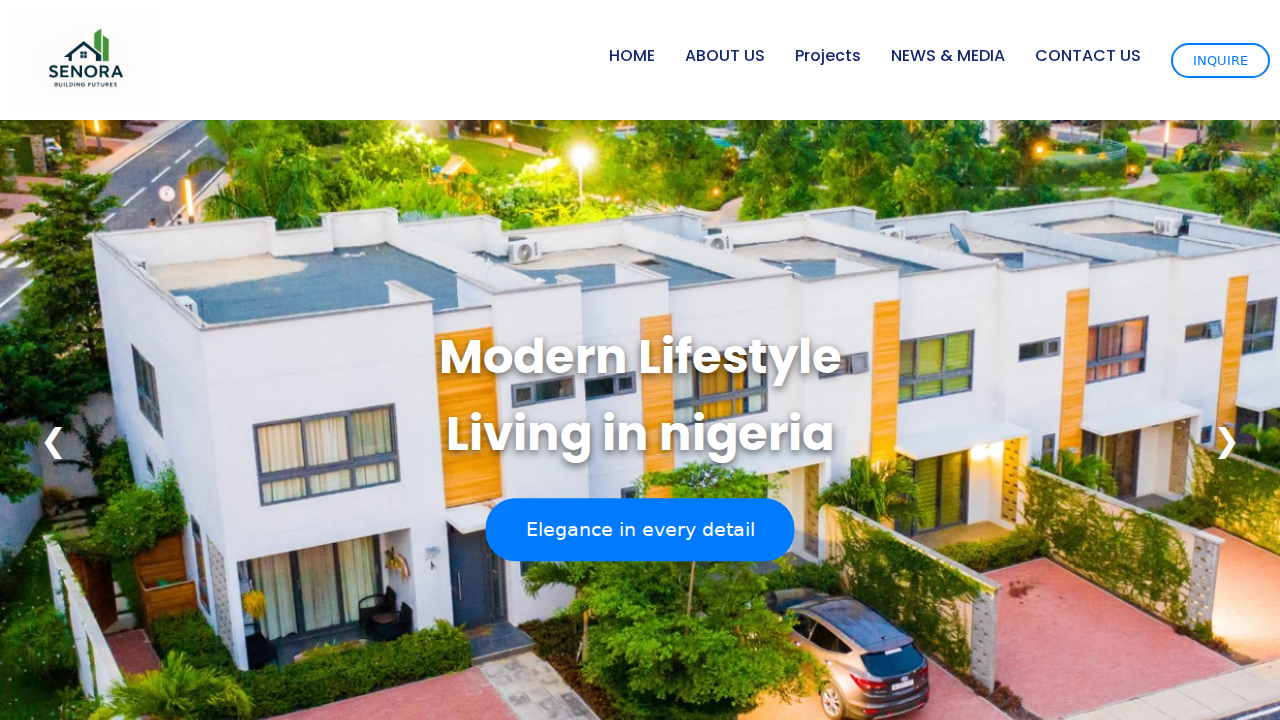 SENORA
BUILDING FUTURES
HOME
ABOUT US
Projects
NEWS & MEDIA
CONTACT US
INQUIRE
Modern Lifestyle
Living in nigeria
Elegance in every detail